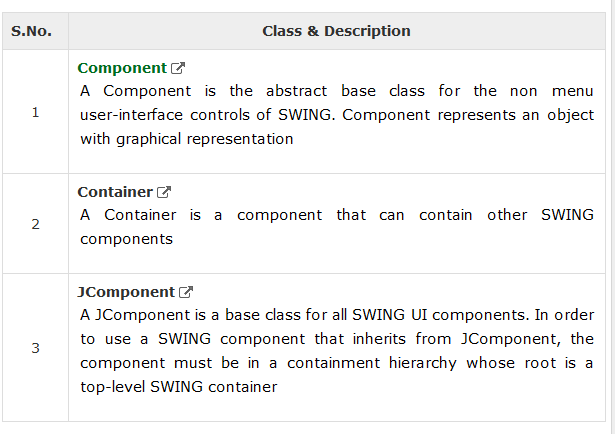 S.No.
Class & Description
1
Component
A Component is the abstract base class for the non menu
user-interface controls of SWING. Component represents an object
with graphical representation
2
Container
A Container is a component that can contain other SWING
components
3
JComponent
A JComponent is a base class for all SWING UI components. In order
to use a SWING component that inherits from JComponent, the
component must be in a containment hierarchy whose root is a
top-level SWING container